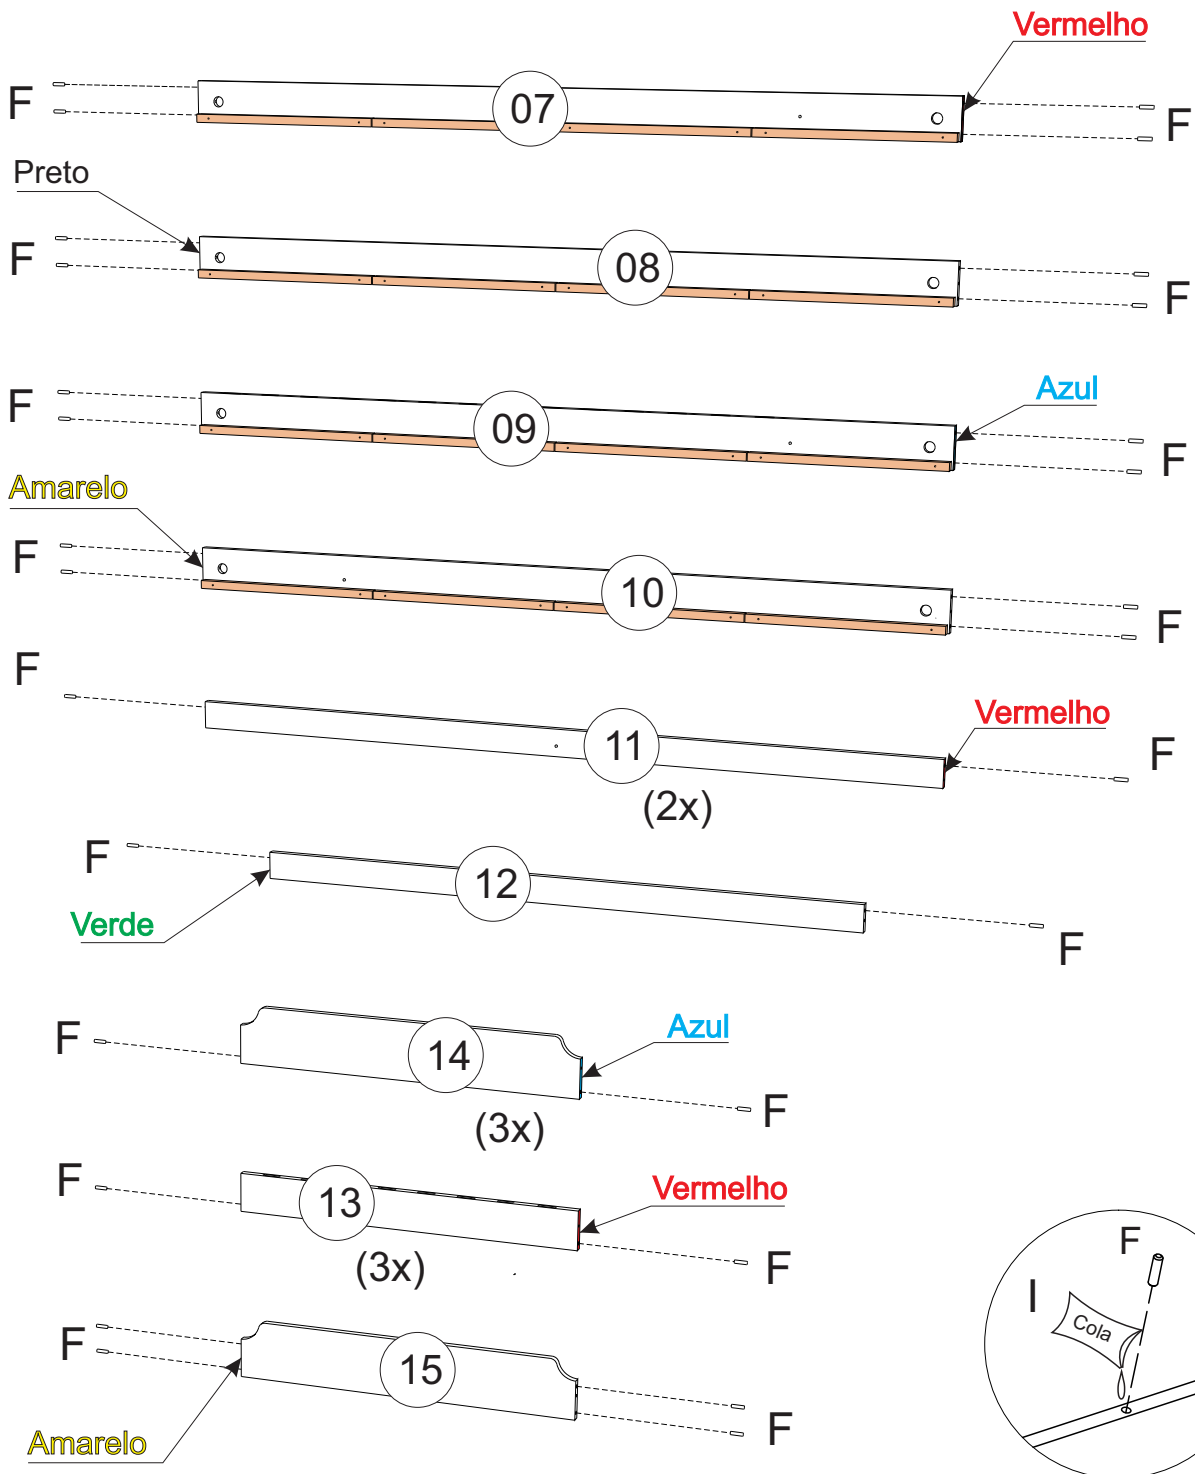 Vermelho
F 07 F
Preto
F 08 F
Azul
F 09 F
Amarelo
F 10 F
F
Vermelho
11 F
(2x)
F 12
Verde
F
Azul
F 14
F
(3x)
F 13 Vermelho
F
(3x)
F
I
Cola
F 15
F
Amarelo